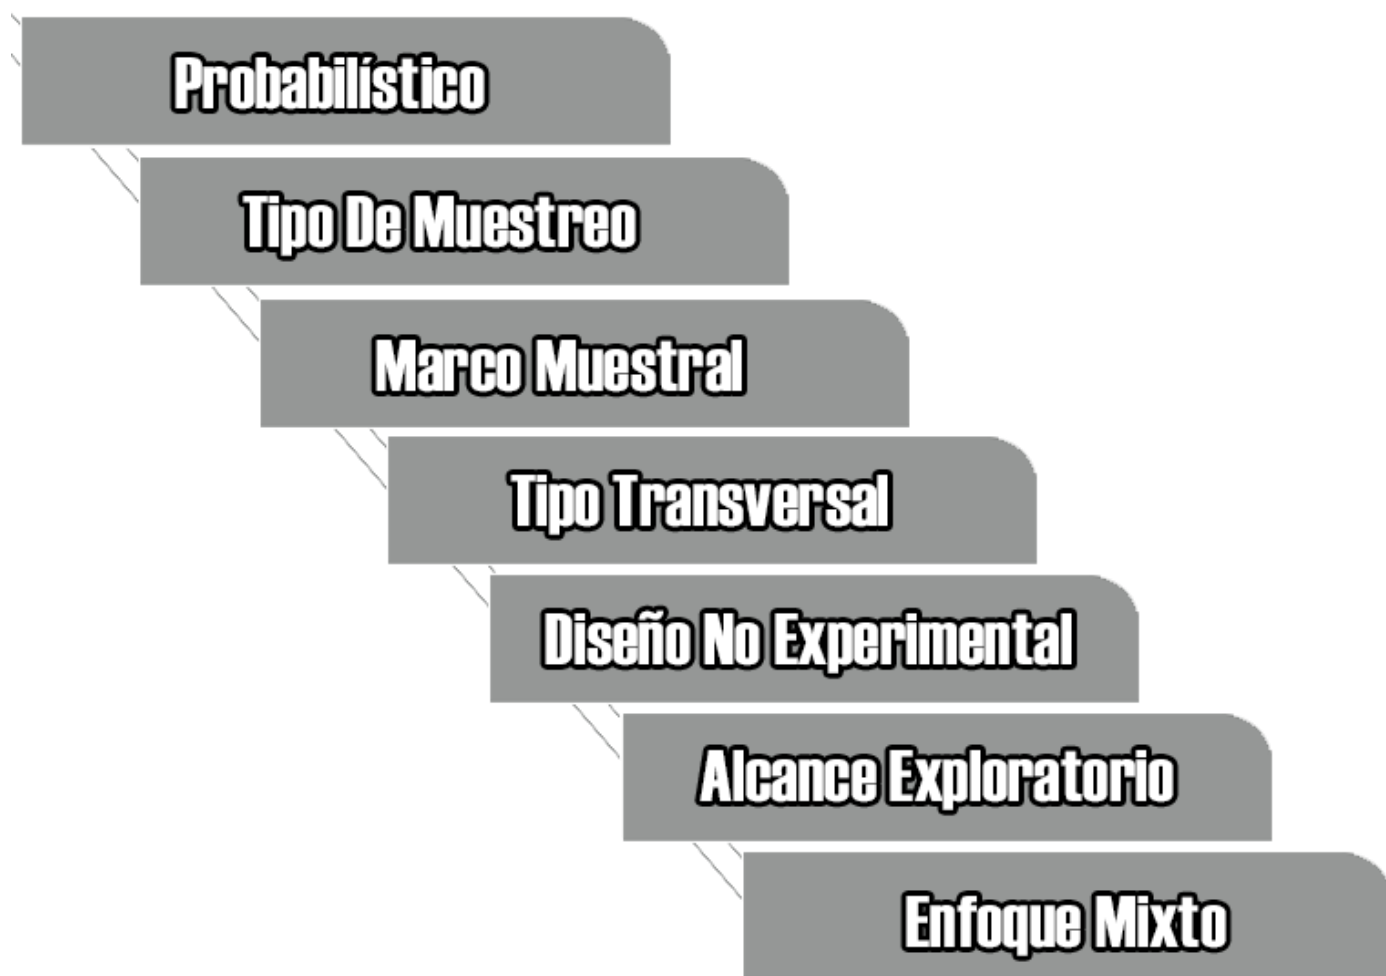 Probabilístico
Tipo De Muestreo
Marco Muestral
Tipo Transversal
Diseño No Experimental
Alcance Exploratorio
Enfoque Mixto